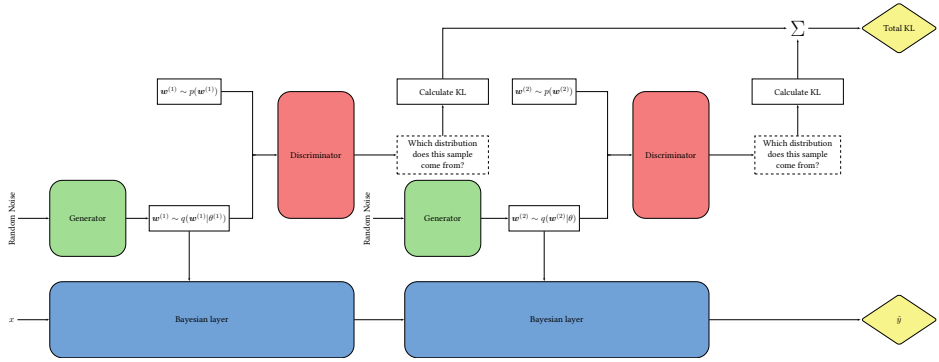 Total KL
∑
w⁽¹⁾ ∼ p(w⁽¹⁾)
Calculate KL
w⁽²⁾ ∼ p(w⁽²⁾)
Calculate KL
Discriminator
Which distribution
does this sample
come from?
Discriminator
Which distribution
does this sample
come from?
Random Noise
Generator
w⁽¹⁾ ∼ q(w⁽¹⁾|θ⁽¹⁾)
Random Noise
Generator
w⁽²⁾ ∼ q(w⁽²⁾|θ)
x
Bayesian layer
Bayesian layer
ŷ